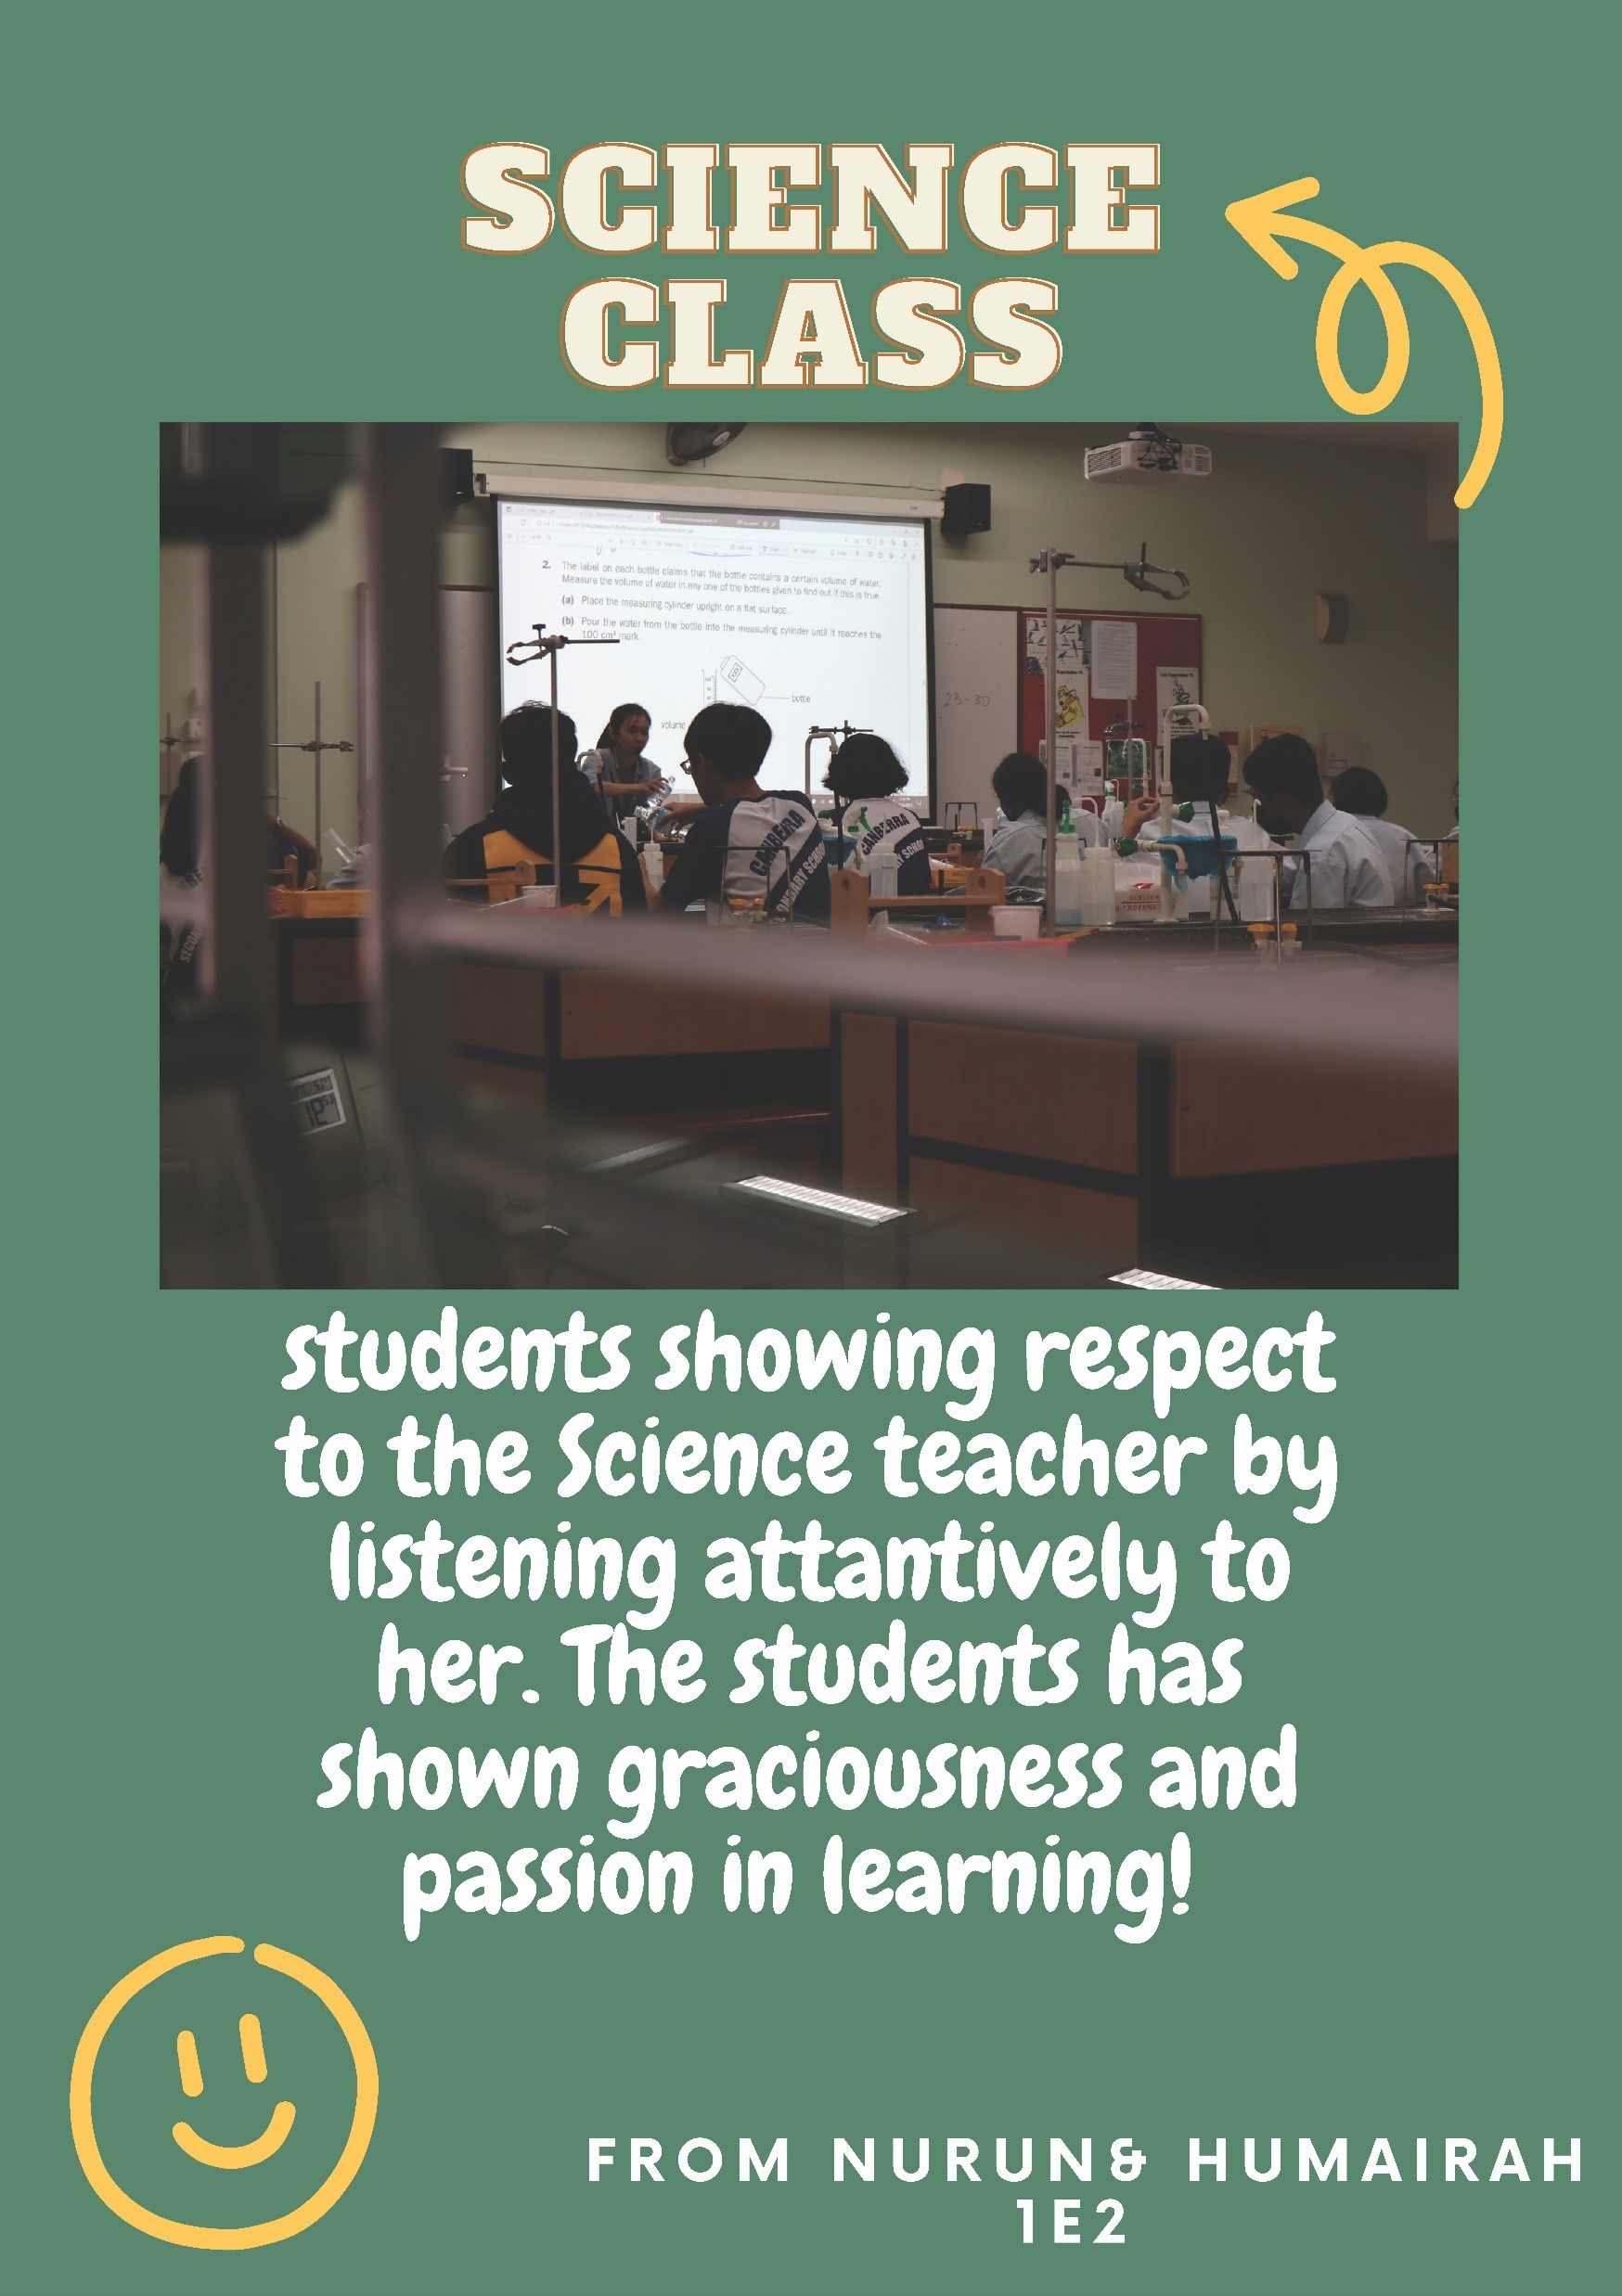 SCIENCE
CLASS
2. The label on each bottle claims that the bottle contains a certain volume of water.
Measure the volume of water in any one of the bottles given to find out if this is true.
(a) Place the measuring cylinder upright on a flat surface.
(b) Pour the water from the bottle into the measuring cylinder until it reaches the
100 cm³ mark.
bottle
volume
23-30
CANBERRA
CANBERRA
students showing respect
to the Science teacher by
listening attantively to
her. The students has
shown graciousness and
passion in learning!
FROM NURUN& HUMAIRAH
1E2